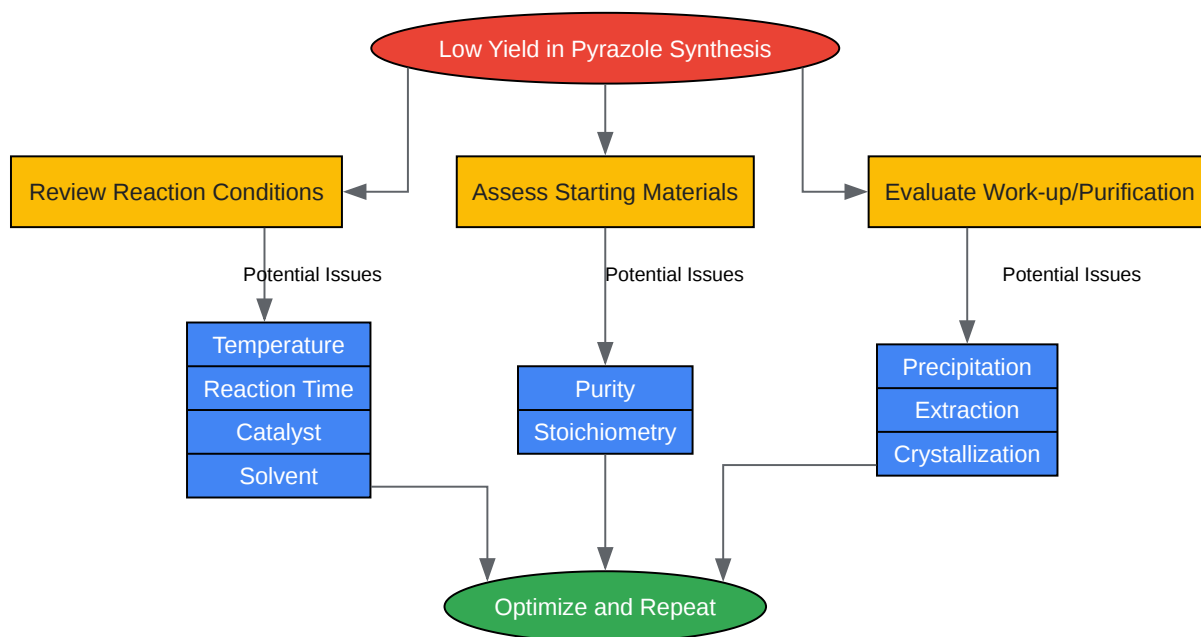 Low Yield in Pyrazole Synthesis
Review Reaction Conditions
Assess Starting Materials
Evaluate Work-up/Purification
Potential Issues
Potential Issues
Potential Issues
Temperature
Reaction Time
Catalyst
Solvent
Purity
Stoichiometry
Precipitation
Extraction
Crystallization
Optimize and Repeat